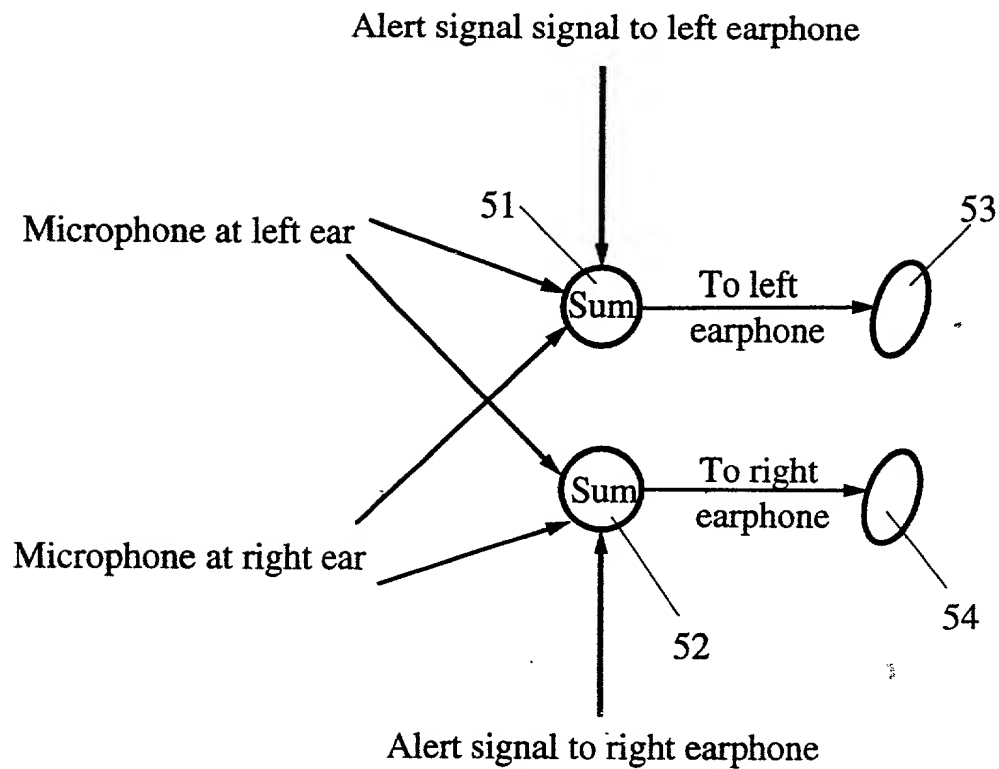 Alert signal signal to left earphone
51
53
Microphone at left ear
Sum
To left
earphone
Sum
To right
earphone
Microphone at right ear
54
52
Alert signal to right earphone